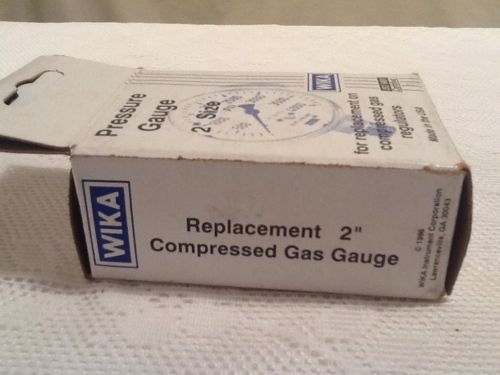 Pressure
Gauge
2" Size
WIKA
for replacement on
compressed gas
regulators
Made in the USA
WIKA
Replacement 2"
Compressed Gas Gauge
© 1996
WIKA Instrument Corporation
Lawrenceville, GA 30043